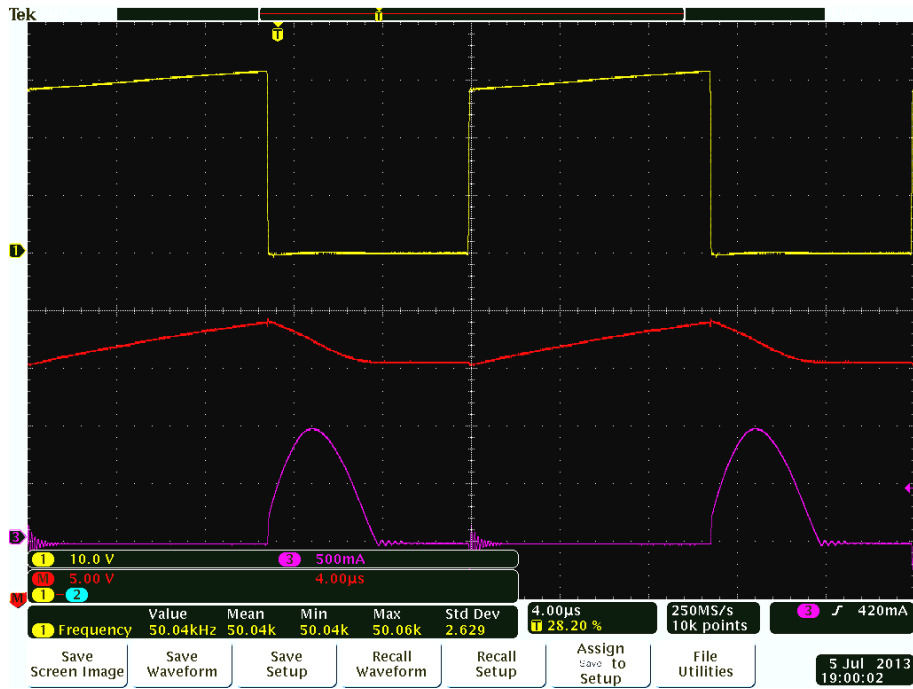 Tek
T
T
1
3
M
1 10.0 V 3 500mA
M 5.00 V 4.00µs
1 - 2
Value Mean Min Max Std Dev
1 Frequency 50.04kHz 50.04k 50.04k 50.06k 2.629
4.00µs
T 28.20 %
250MS/s
10k points
3 420mA
Save
Screen Image
Save
Waveform
Save
Setup
Recall
Waveform
Recall
Setup
Assign
Save to
Setup
File
Utilities
5 Jul 2013
19:00:02